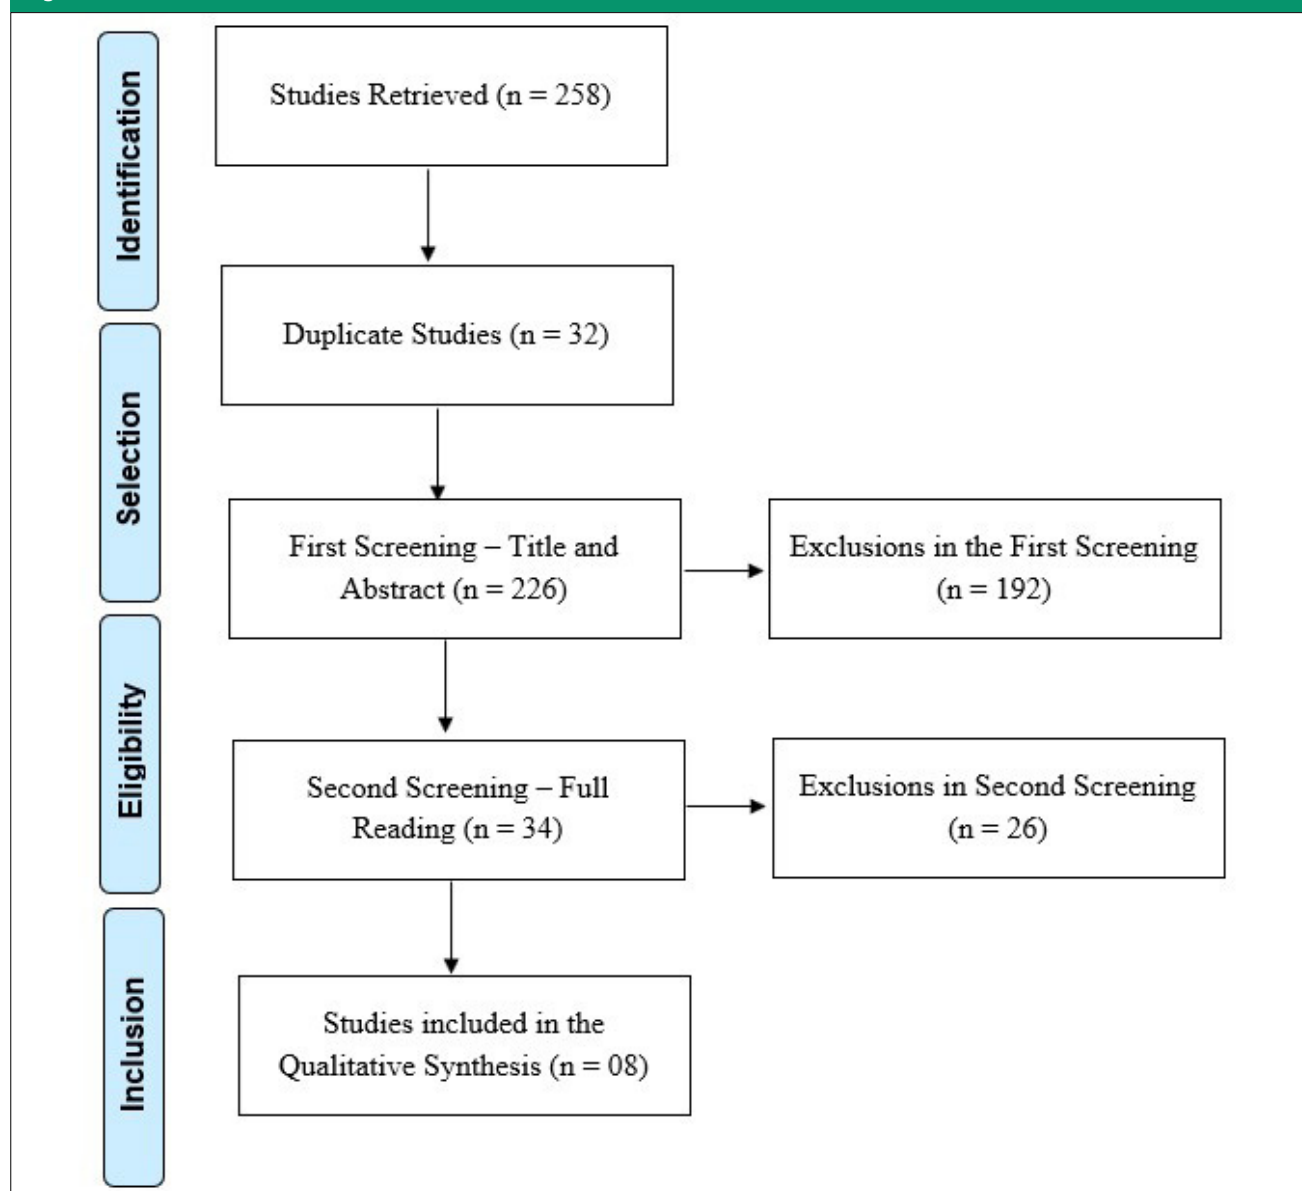 Identification
Studies Retrieved (n = 258)
Duplicate Studies (n = 32)
Selection
First Screening – Title and
Abstract (n = 226)
Exclusions in the First Screening
(n = 192)
Eligibility
Second Screening – Full
Reading (n = 34)
Exclusions in Second Screening
(n = 26)
Inclusion
Studies included in the
Qualitative Synthesis (n = 08)